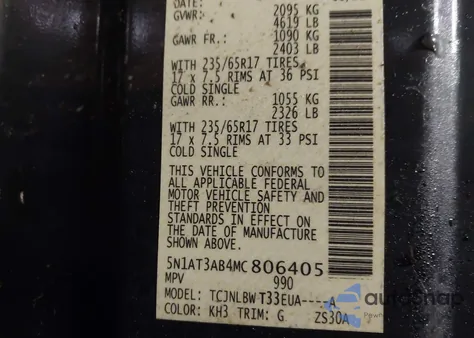 GVWR: 2095 KG
4619 LB
GAWR FR.: 1090 KG
2403 LB
WITH 235/65R17 TIRES
17 x 7.5 RIMS AT 36 PSI
COLD SINGLE
GAWR RR.: 1055 KG
2326 LB
WITH 235/65R17 TIRES
17 x 7.5 RIMS AT 33 PSI
COLD SINGLE
THIS VEHICLE CONFORMS TO
ALL APPLICABLE FEDERAL
MOTOR VEHICLE SAFETY AND
THEFT PREVENTION
STANDARDS IN EFFECT ON
THE DATE OF MANUFACTURE
SHOWN ABOVE.
5N1AT3AB4MC 806405
MPV 990
MODEL: TCJNLBW T33EUA----A
COLOR: KH3 TRIM: G ZS30A
autoSnap